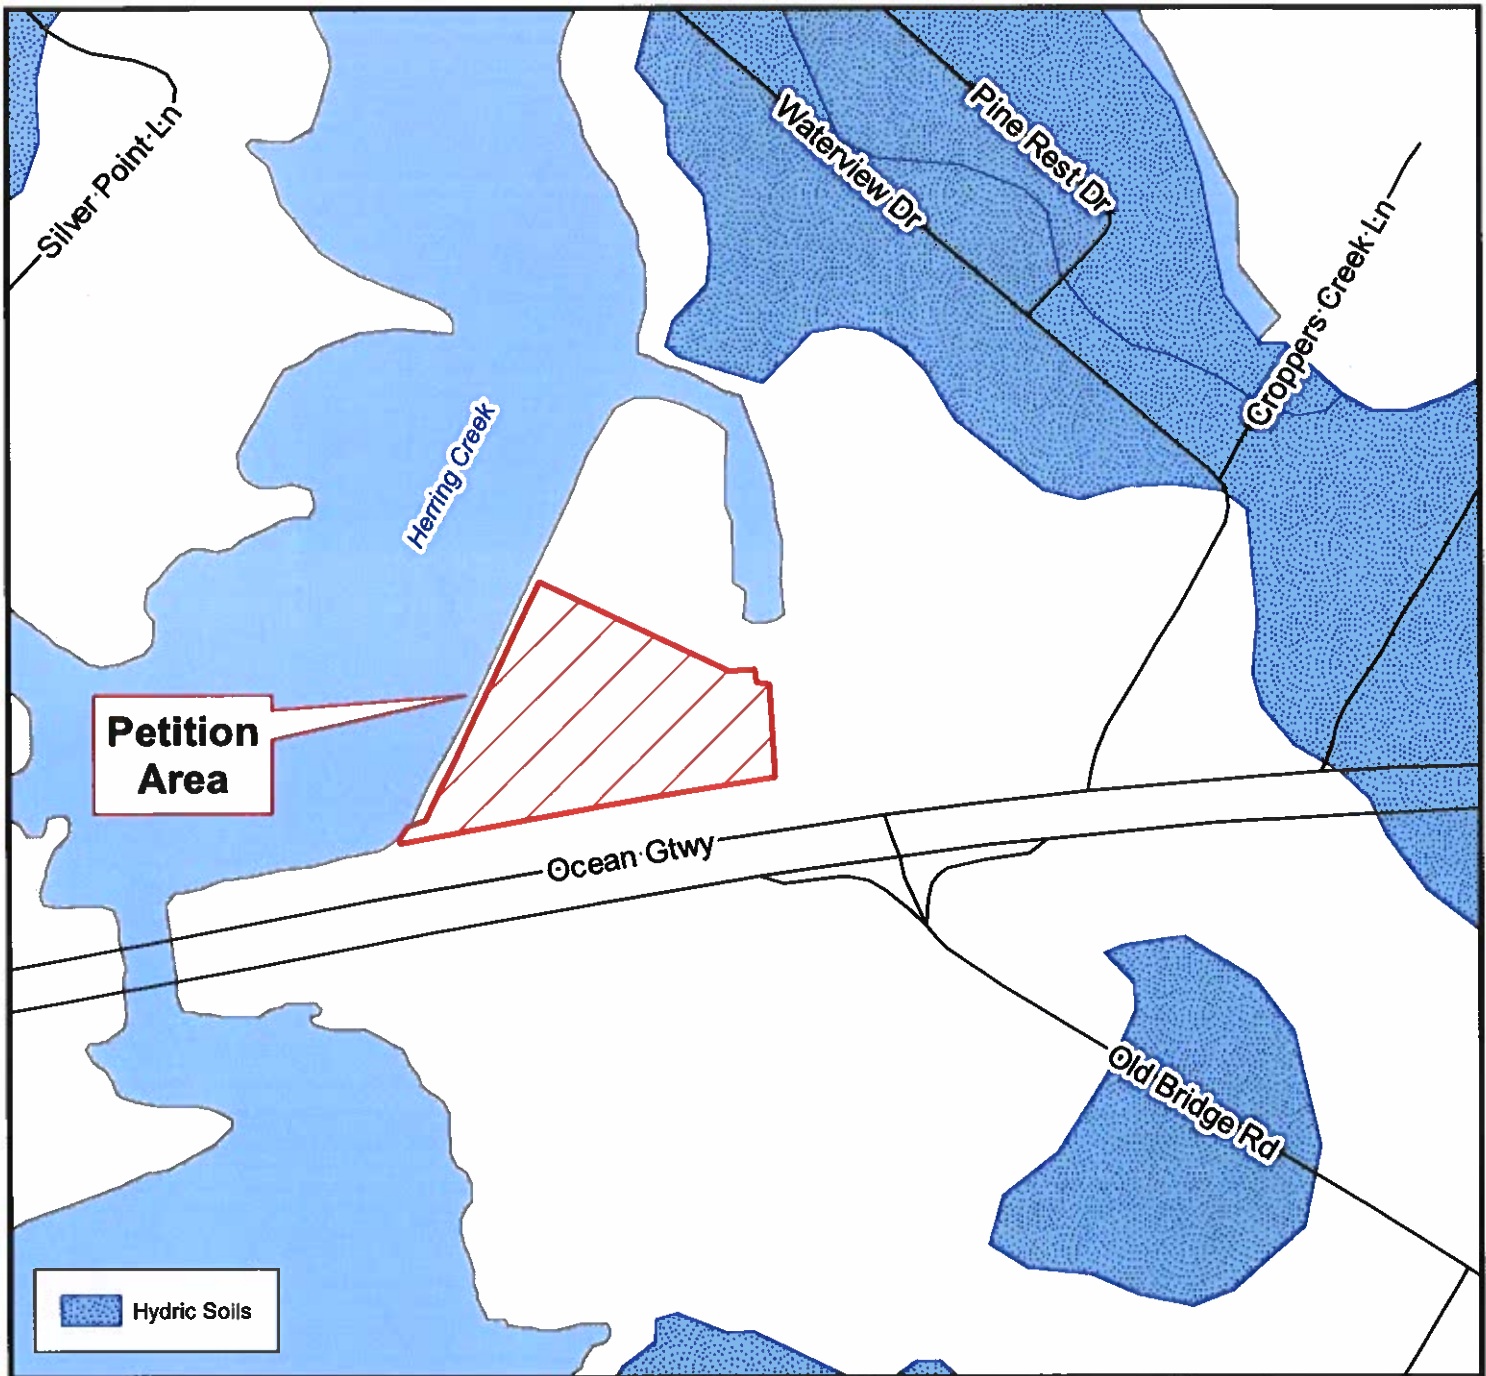 Silver Point Ln
Waterview Dr
Pine Rest Dr
Croppers Creek Ln
Herring Creek
Petition
Area
Ocean Gtwy
Old Bridge Rd
Hydric Soils